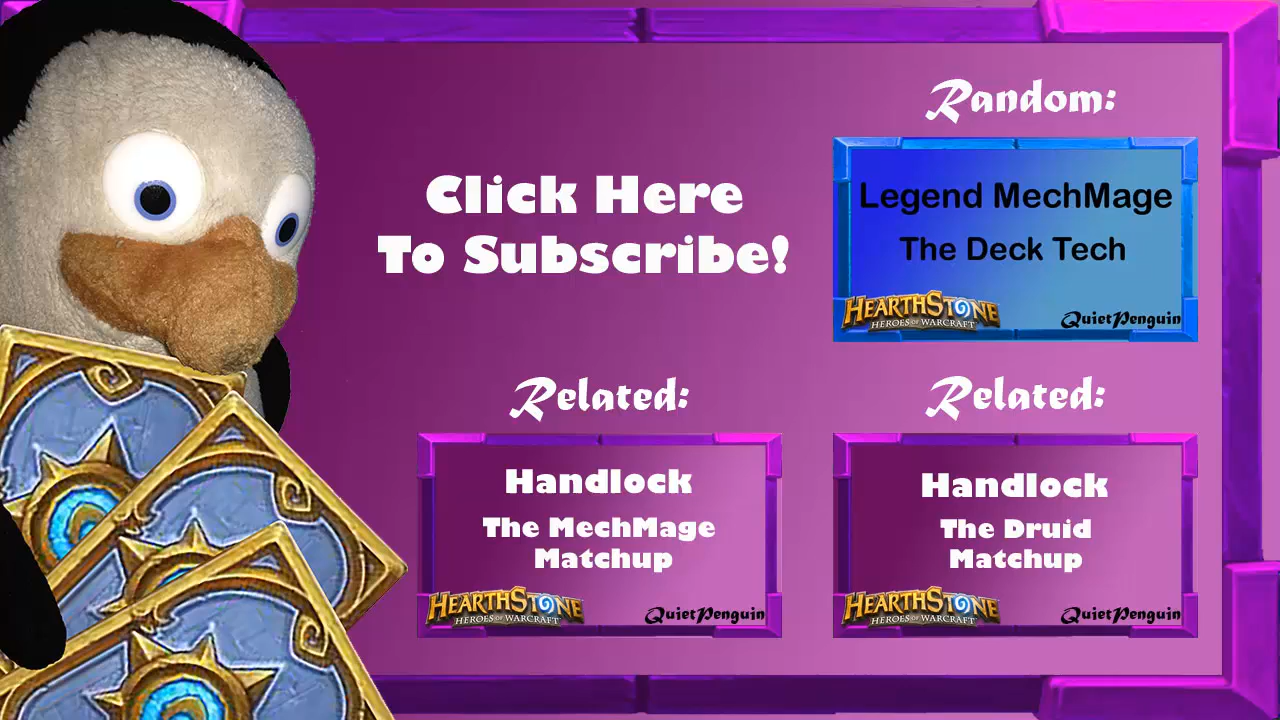 Random:
Legend MechMage
The Deck Tech
HEARTHSTONE
HEROES OF WARCRAFT
QuietPenguin
Click Here
To Subscribe!
Related:
Handlock
The MechMage
Matchup
HEARTHSTONE
HEROES OF WARCRAFT
QuietPenguin
Related:
Handlock
The Druid
Matchup
HEARTHSTONE
HEROES OF WARCRAFT
QuietPenguin